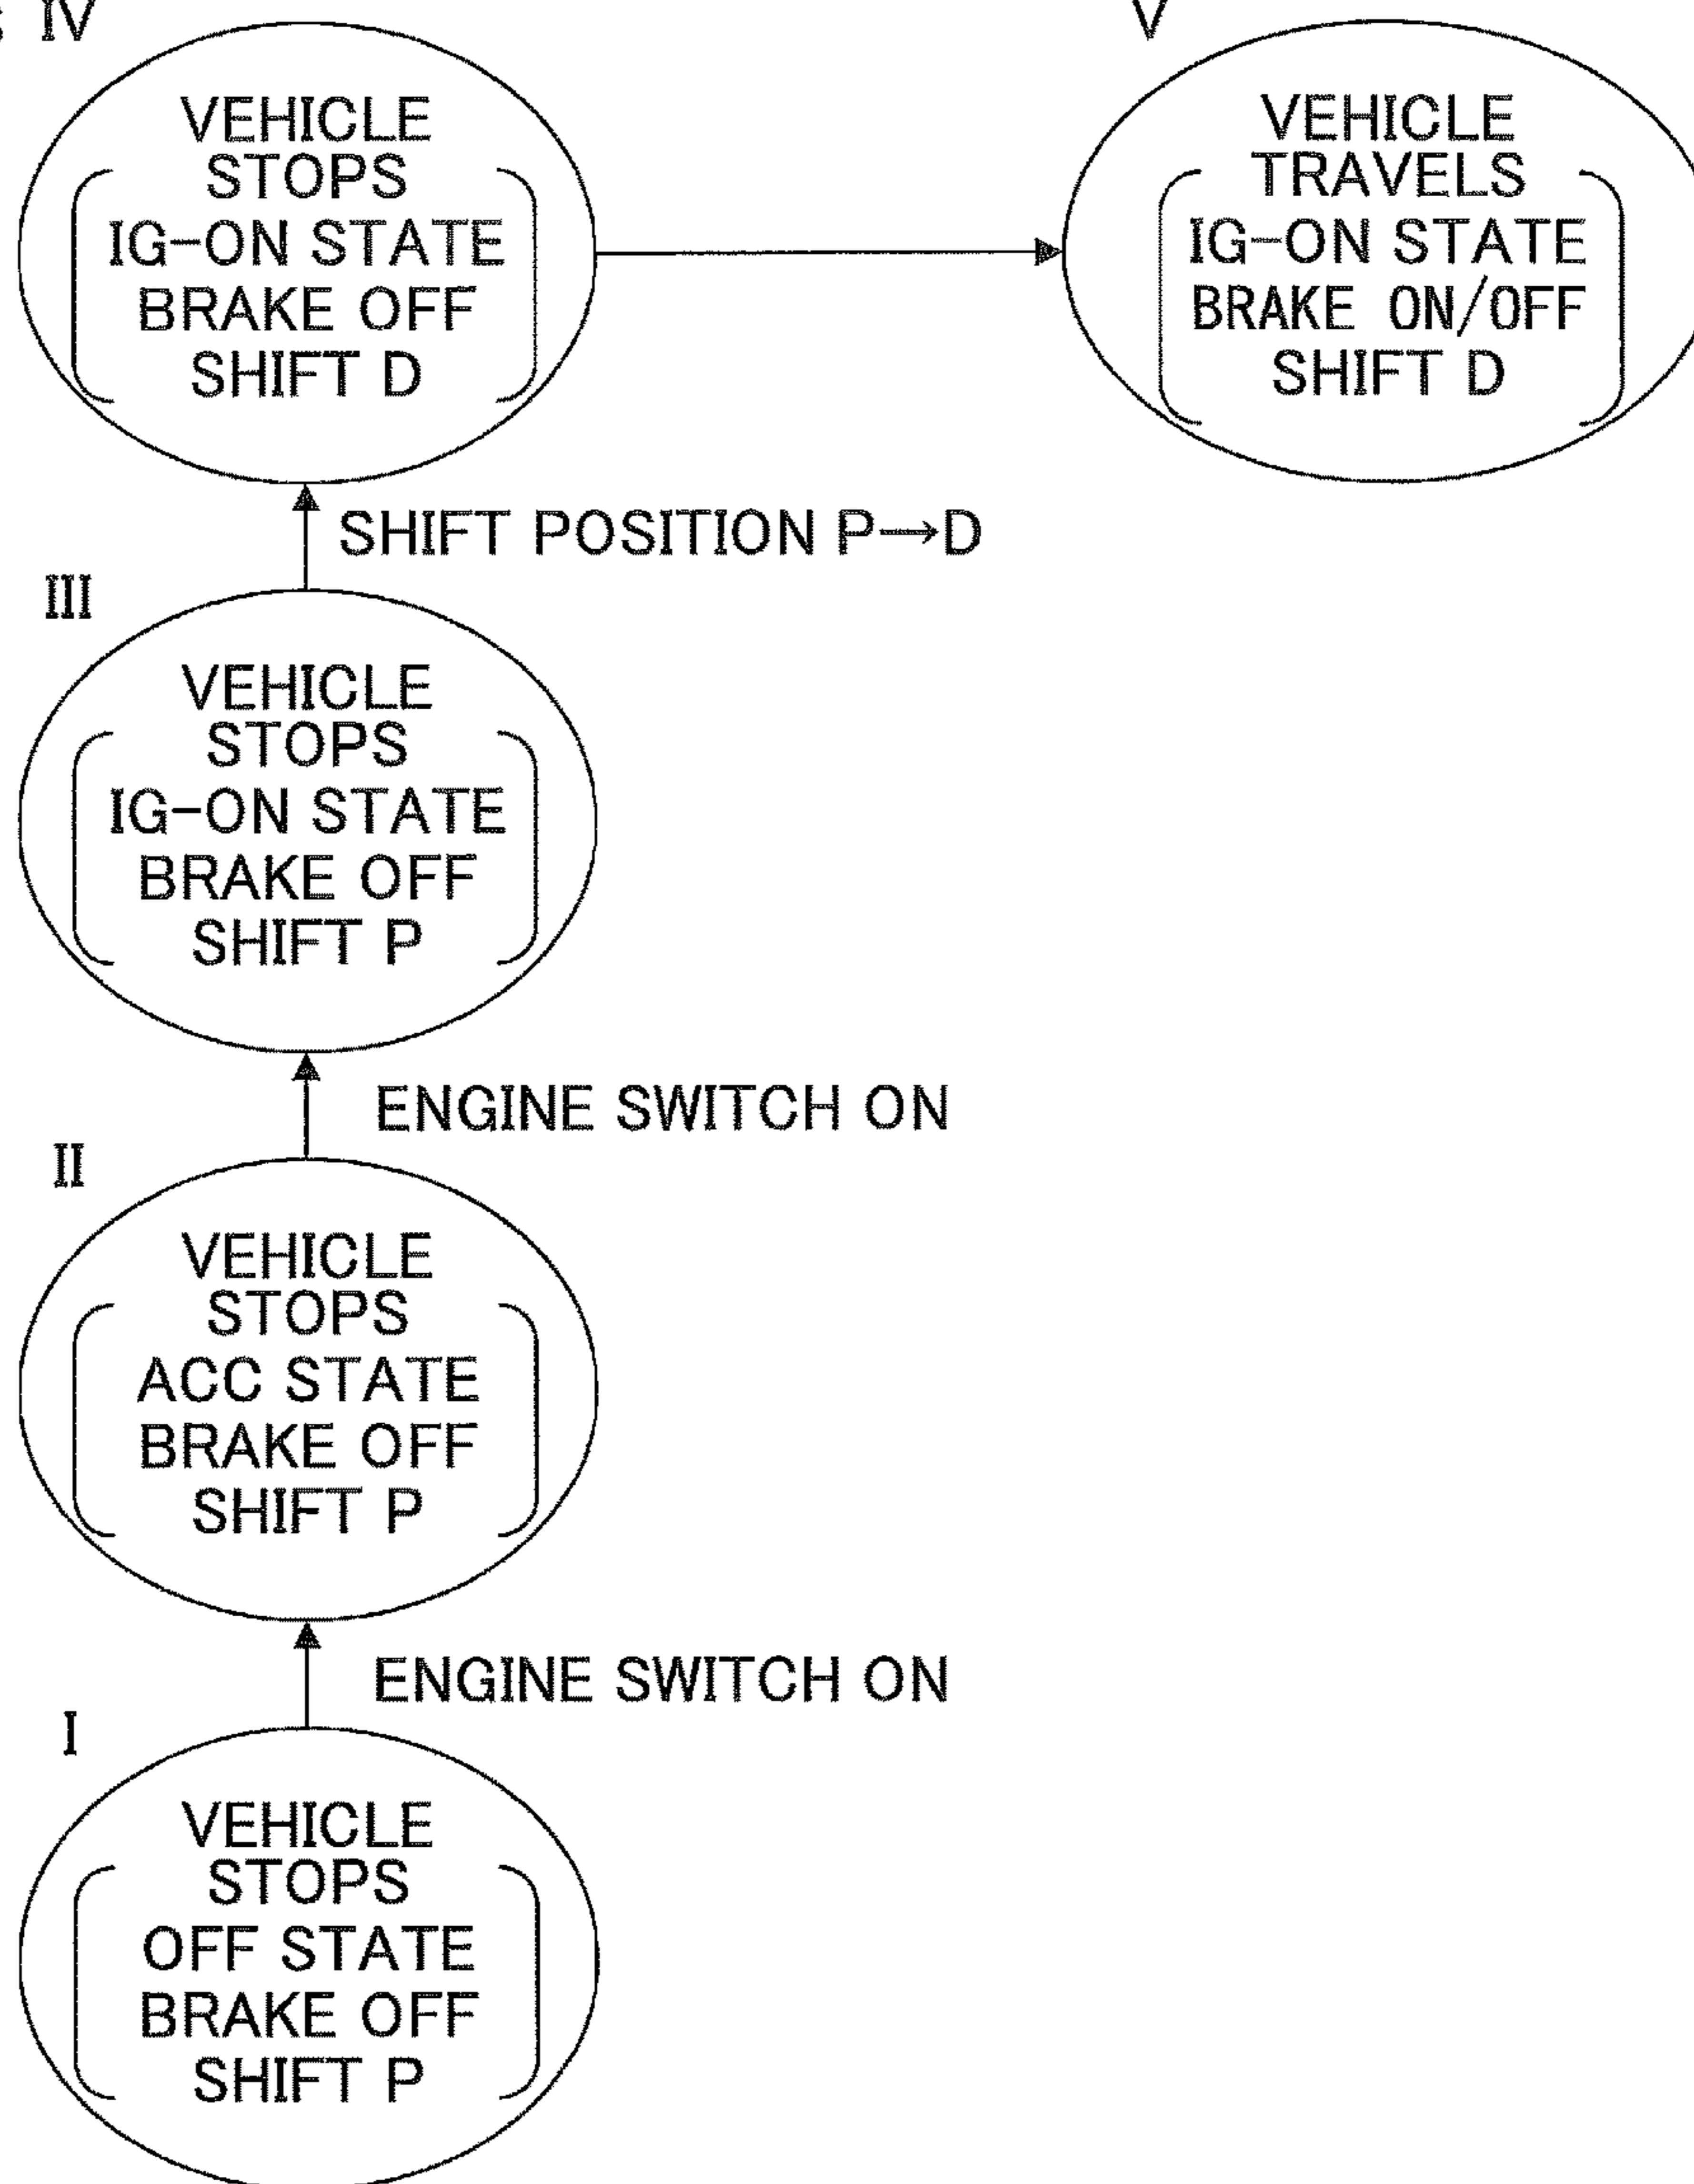 IV
VEHICLE
STOPS
IG-ON STATE
BRAKE OFF
SHIFT D
V
VEHICLE
TRAVELS
IG-ON STATE
BRAKE ON/OFF
SHIFT D
SHIFT POSITION P→D
III
VEHICLE
STOPS
IG-ON STATE
BRAKE OFF
SHIFT P
ENGINE SWITCH ON
II
VEHICLE
STOPS
ACC STATE
BRAKE OFF
SHIFT P
ENGINE SWITCH ON
I
VEHICLE
STOPS
OFF STATE
BRAKE OFF
SHIFT P